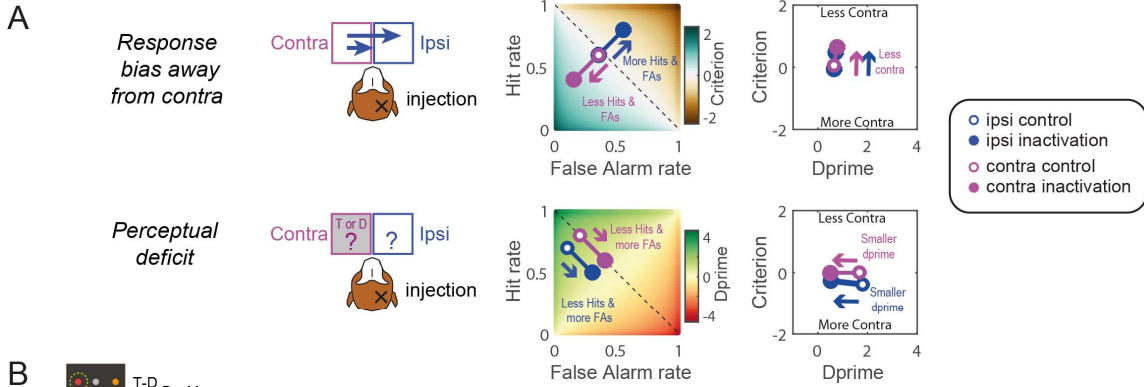 A
Response
bias away
from contra
Contra
Ipsi
injection
Hit rate
1
0.5
0
More Hits &
FAs
Less Hits &
FAs
0
0.5
1
False Alarm rate
2
0
-2
Criterion
Criterion
2
0
-2
Less Contra
Less
contra
More Contra
0
2
4
Dprime
ipsi control
ipsi inactivation
contra control
contra inactivation
Perceptual
deficit
Contra
T or D
?
?
Ipsi
injection
Hit rate
1
0.5
0
Less Hits &
more FAs
Less Hits &
more FAs
0
0.5
1
False Alarm rate
4
0
-4
Dprime
Criterion
2
0
-2
Less Contra
Smaller
dprime
Smaller
dprime
More Contra
0
2
4
Dprime
B
T-D